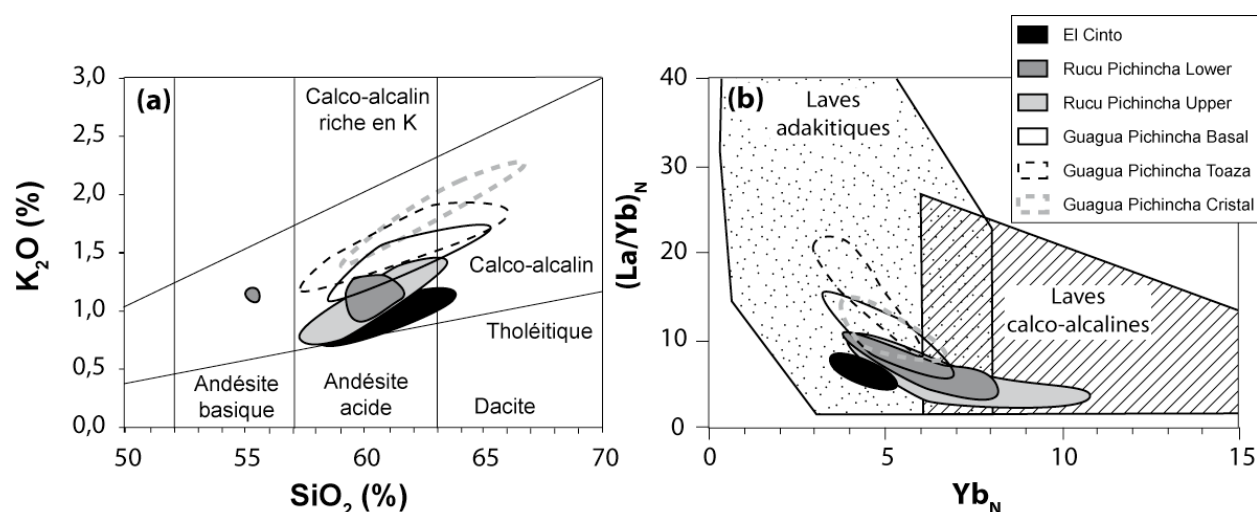 (a)
3,0
2,5
2,0
1,5
1,0
0,5
0,0
K2O (%)
Calco-alcalin
riche en K
Calco-alcalin
Tholéitique
Andésite
basique
Andésite
acide
Dacite
50
55
60
65
70
SiO2 (%)
(b)
40
30
20
10
0
(La/Yb)N
Laves
adakitiques
Laves
calco-alcalines
0
5
10
15
YbN
El Cinto
Rucu Pichincha Lower
Rucu Pichincha Upper
Guagua Pichincha Basal
Guagua Pichincha Toaza
Guagua Pichincha Cristal